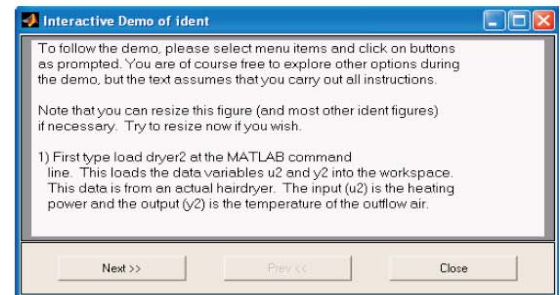 Interactive Demo of ident
To follow the demo, please select menu items and click on buttons
as prompted. You are of course free to explore other options during
the demo, but the text assumes that you carry out all instructions.
Note that you can resize this figure (and most other ident figures)
if necessary. Try to resize now if you wish.
1) First type load dryer2 at the MATLAB command
line. This loads the data variables u2 and y2 into the workspace.
This data is from an actual hairdryer. The input (u2) is the heating
power and the output (y2) is the temperature of the outflow air.
Next >> Prev << Close